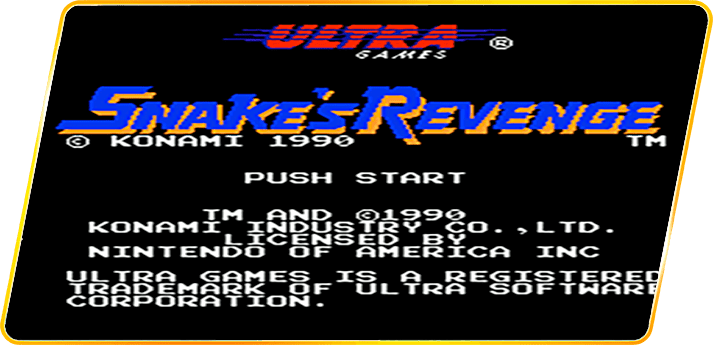 ULTRA ®
GAMES
SNAKE'S REVENGE
© KONAMI 1990 TM
PUSH START
TM AND ©1990
KONAMI INDUSTRY CO.,LTD.
LICENSED BY
NINTENDO OF AMERICA INC
ULTRA GAMES IS A REGISTERED
TRADEMARK OF ULTRA SOFTWARE
CORPORATION.